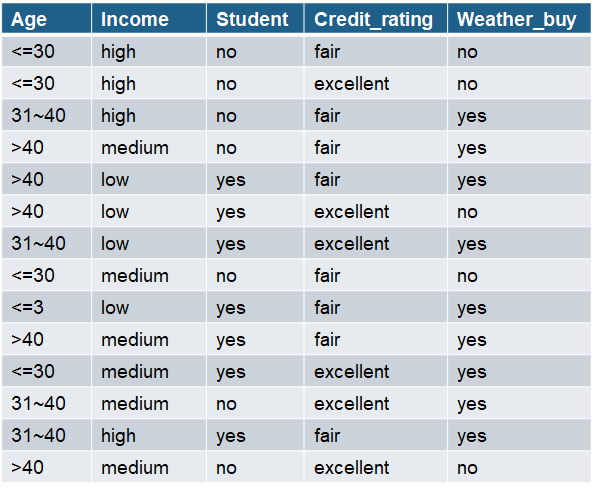 Age Income Student Credit_rating Weather_buy
<=30 high no fair no
<=30 high no excellent no
31~40 high no fair yes
>40 medium no fair yes
>40 low yes fair yes
>40 low yes excellent no
31~40 low yes excellent yes
<=30 medium no fair no
<=3 low yes fair yes
>40 medium yes fair yes
<=30 medium yes excellent yes
31~40 medium no excellent yes
31~40 high yes fair yes
>40 medium no excellent no